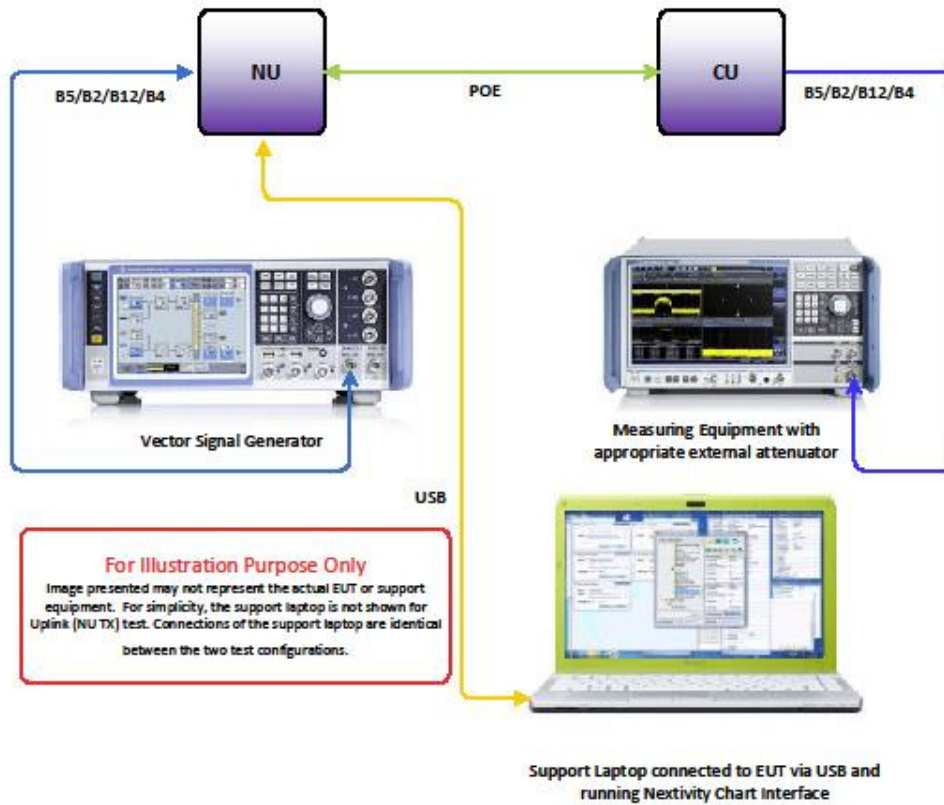 NU
CU
B5/B2/B12/B4
POE
B5/B2/B12/B4
Vector Signal Generator
Measuring Equipment with
appropriate external attenuator
USB
For Illustration Purpose Only
Image presented may not represent the actual EUT or support
equipment. For simplicity, the support laptop is not shown for
Uplink (NU TX) test. Connections of the support laptop are identical
between the two test configurations.
Support Laptop connected to EUT via USB and
running Nextivity Chart Interface